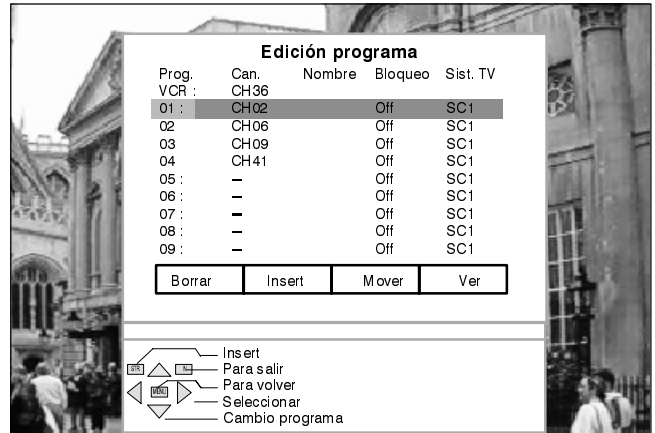 Edición programa
Prog. Can. Nombre Bloqueo Sist. TV
VCR : CH36
01 : CH02 Off SC1
02 CH06 Off SC1
03 CH09 Off SC1
04 CH41 Off SC1
05 : – Off SC1
06 : – Off SC1
07 : – Off SC1
08 : – Off SC1
09 : – Off SC1
Borrar Insert Mover Ver
Insert
STR N Para salir
MENU Para volver
Seleccionar
Cambio programa